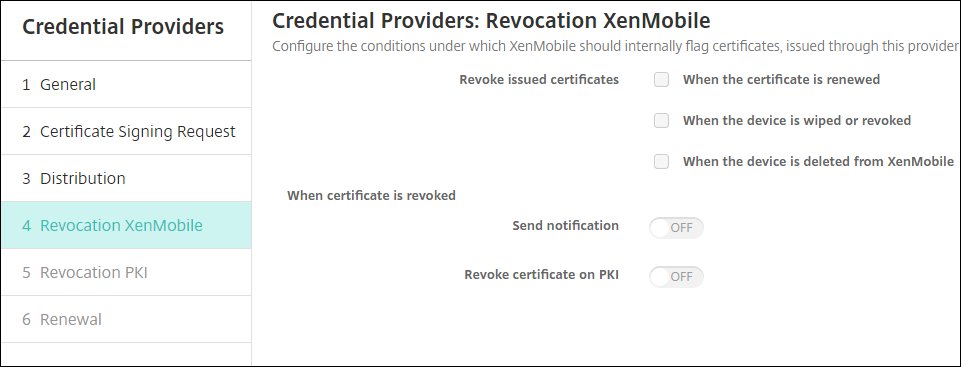 Credential Providers
1 General
2 Certificate Signing Request
3 Distribution
4 Revocation XenMobile
5 Revocation PKI
6 Renewal
Credential Providers: Revocation XenMobile
Configure the conditions under which XenMobile should internally flag certificates, issued through this provider
Revoke issued certificates
When the certificate is renewed
When the device is wiped or revoked
When the device is deleted from XenMobile
When certificate is revoked
Send notification
OFF
Revoke certificate on PKI
OFF